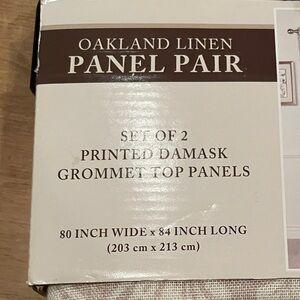 OAKLAND LINEN
PANEL PAIR
SET OF 2
PRINTED DAMASK
GROMMET TOP PANELS
80 INCH WIDE x 84 INCH LONG
(203 cm x 213 cm)